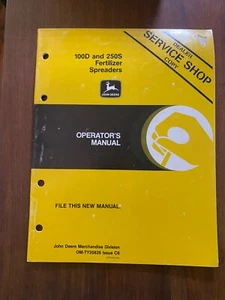 100D and 250S
Fertilizer
Spreaders
DEALER
SERVICE SHOP
COPY
JOHN DEERE
OPERATOR'S
MANUAL
FILE THIS NEW MANUAL
John Deere Merchandise Division
OM-TY20828 Issue C6